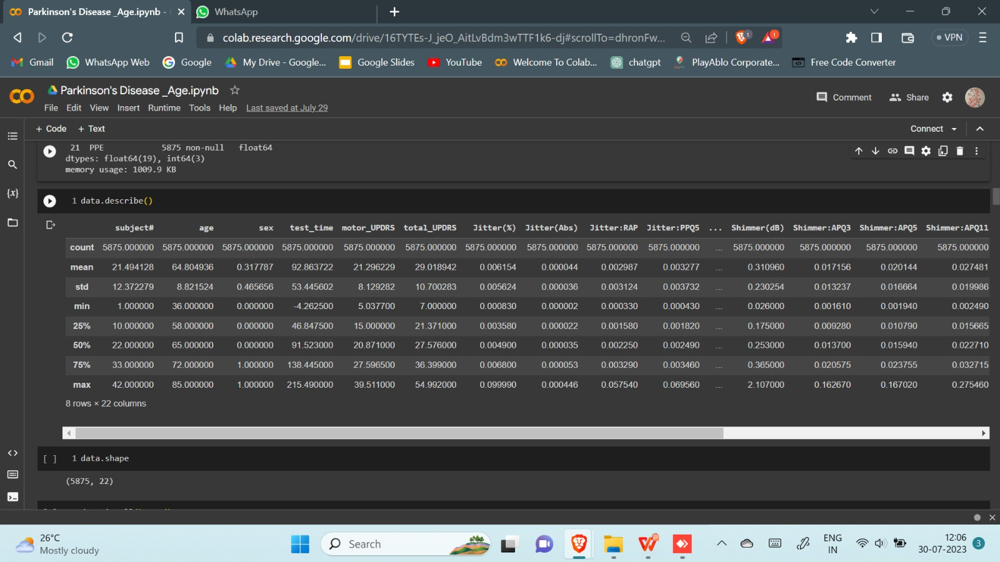 Parkinson's Disease _Age.ipynb -
WhatsApp
colab.research.google.com/drive/16TYTEs-J_jeO_AitLvBdm3wTTF1k6-dj#scrollTo=dhronFw...
1
1
VPN
Gmail WhatsApp Web Google My Drive - Google... Google Slides YouTube Welcome To Colab... chatgpt PlayAblo Corporate... Free Code Converter
Parkinson's Disease _Age.ipynb
Comment Share
File Edit View Insert Runtime Tools Help Last saved at July 29
+ Code + Text Connect
21 PPE 5875 non-null float64
dtypes: float64(19), int64(3)
memory usage: 1009.9 KB
{x}
1 data.describe()
subject# age sex test_time motor_UPDRS total_UPDRS Jitter(%) Jitter(Abs) Jitter:RAP Jitter:PPQ5 ... Shimmer(dB) Shimmer:APQ3 Shimmer:APQ5 Shimmer:APQ11
count 5875.000000 5875.000000 5875.000000 5875.000000 5875.000000 5875.000000 5875.000000 5875.000000 5875.000000 5875.000000 ... 5875.000000 5875.000000 5875.000000 5875.000000
mean 21.494128 64.804936 0.317787 92.863722 21.296229 29.018942 0.006154 0.000044 0.002987 0.003277 ... 0.310960 0.017156 0.020144 0.027481
std 12.372279 8.821524 0.465656 53.445602 8.129282 10.700283 0.005624 0.000036 0.003124 0.003732 ... 0.230254 0.013237 0.016664 0.019986
min 1.000000 36.000000 0.000000 -4.262500 5.037700 7.000000 0.000830 0.000002 0.000330 0.000430 ... 0.026000 0.001610 0.001940 0.002490
25% 10.000000 58.000000 0.000000 46.847500 15.000000 21.371000 0.003580 0.000022 0.001580 0.001820 ... 0.175000 0.009280 0.010790 0.015665
50% 22.000000 65.000000 0.000000 91.523000 20.871000 27.576000 0.004900 0.000035 0.002250 0.002490 ... 0.253000 0.013700 0.015940 0.022710
75% 33.000000 72.000000 1.000000 138.445000 27.596500 36.399000 0.006800 0.000053 0.003290 0.003460 ... 0.365000 0.020575 0.023755 0.032715
max 42.000000 85.000000 1.000000 215.490000 39.511000 54.992000 0.099990 0.000446 0.057540 0.069560 ... 2.107000 0.162670 0.167020 0.275460
8 rows × 22 columns
[ ] 1 data.shape
(5875, 22)
26°C
Mostly cloudy
Search
ENG
IN
12:06
30-07-2023
3